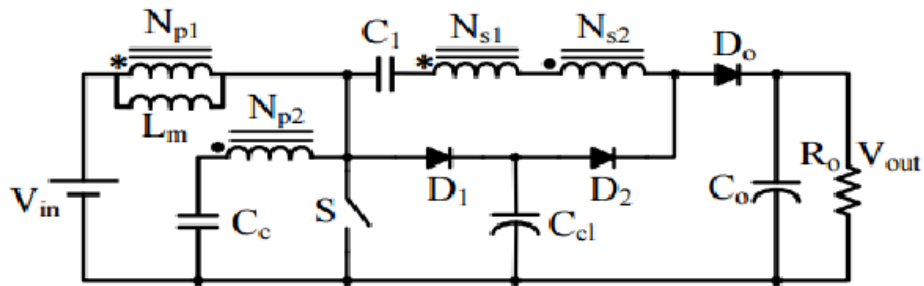 Np1
C1
Ns1
Ns2
Do
*
*
Lm
Np2
Vin
Cc
S
D1
Ccl
D2
Co
Ro
Vout